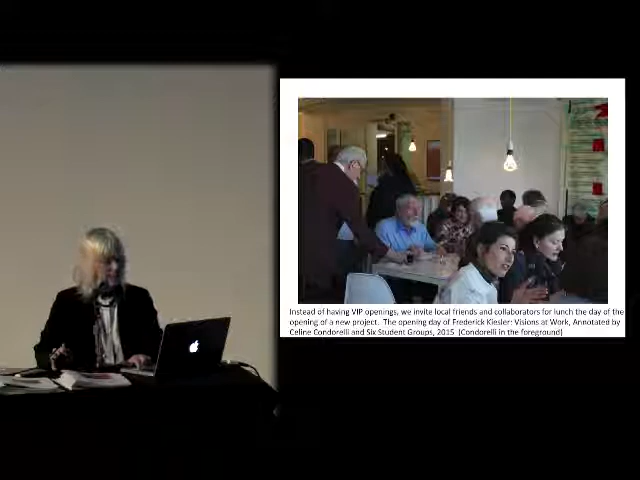 Instead of having VIP openings, we invite local friends and collaborators for lunch the day of the
opening of a new project. The opening day of Frederick Kiesler: Visions at Work, Annotated by
Celine Condorelli and Six Student Groups, 2015 (Condorelli in the foreground)